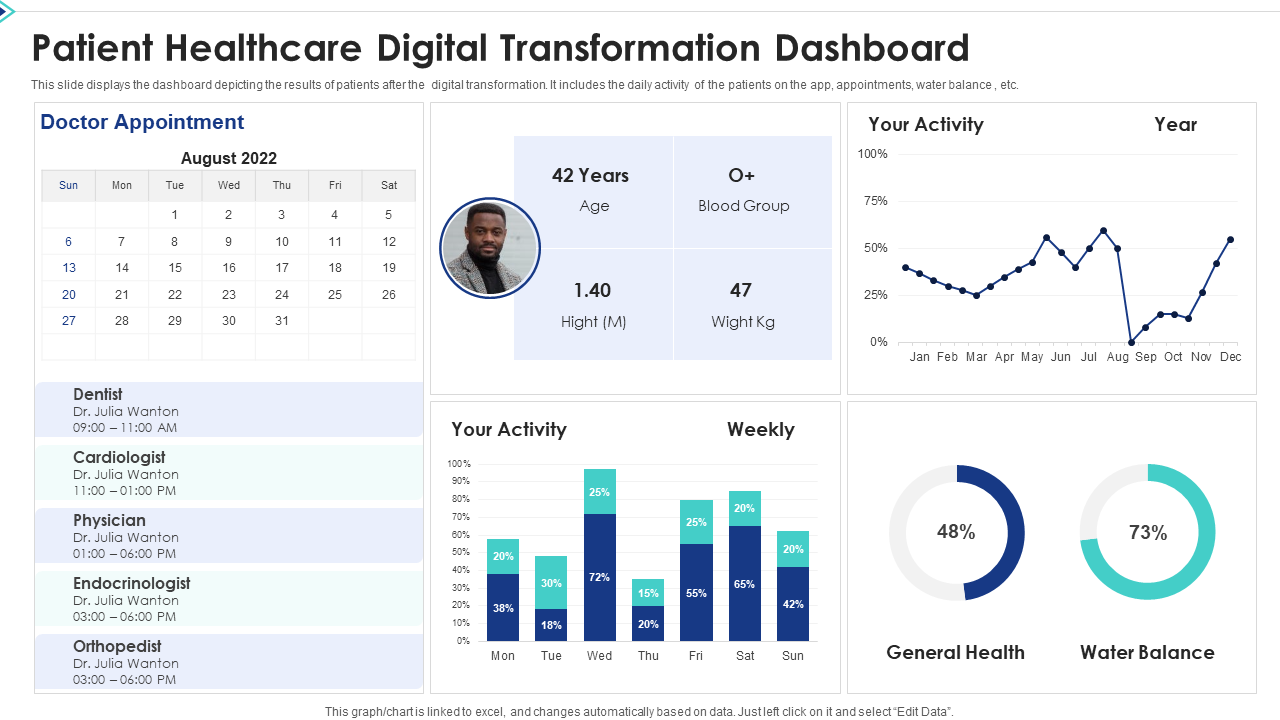 Patient Healthcare Digital Transformation Dashboard
This slide displays the dashboard depicting the results of patients after the digital transformation. It includes the daily activity of the patients on the app, appointments, water balance , etc.
Doctor Appointment
August 2022
Sun Mon Tue Wed Thu Fri Sat
1 2 3 4 5
6 7 8 9 10 11 12
13 14 15 16 17 18 19
20 21 22 23 24 25 26
27 28 29 30 31
Dentist
Dr. Julia Wanton
09:00 – 11:00 AM
Cardiologist
Dr. Julia Wanton
11:00 – 01:00 PM
Physician
Dr. Julia Wanton
01:00 – 06:00 PM
Endocrinologist
Dr. Julia Wanton
03:00 – 06:00 PM
Orthopedist
Dr. Julia Wanton
03:00 – 06:00 PM
42 Years O+
Age Blood Group
1.40 47
Hight (M) Wight Kg
Your Activity Weekly
100%
90%
80%
70%
60%
50%
40%
30%
20%
10%
0%
20% 30% 25% 15% 25% 20% 20%
38% 18% 72% 20% 55% 65% 42%
Mon Tue Wed Thu Fri Sat Sun
Your Activity Year
100%
75%
50%
25%
0%
Jan Feb Mar Apr May Jun Jul Aug Sep Oct Nov Dec
48% 73%
General Health Water Balance
This graph/chart is linked to excel, and changes automatically based on data. Just left click on it and select “Edit Data”.